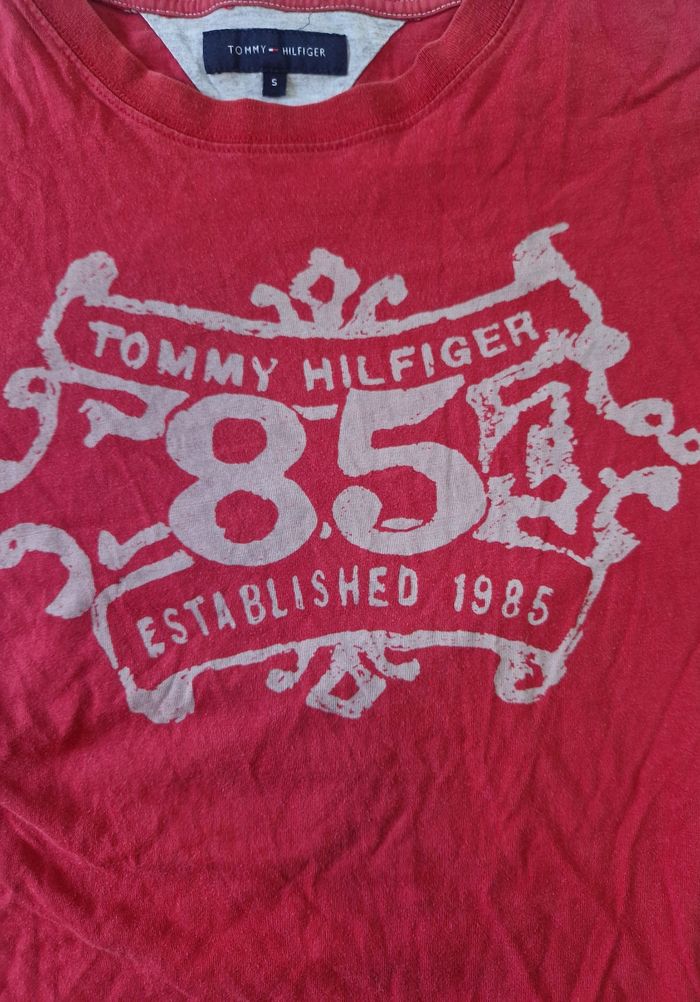 TOMMY HILFIGER
S
TOMMY HILFIGER
85
ESTABLISHED 1985